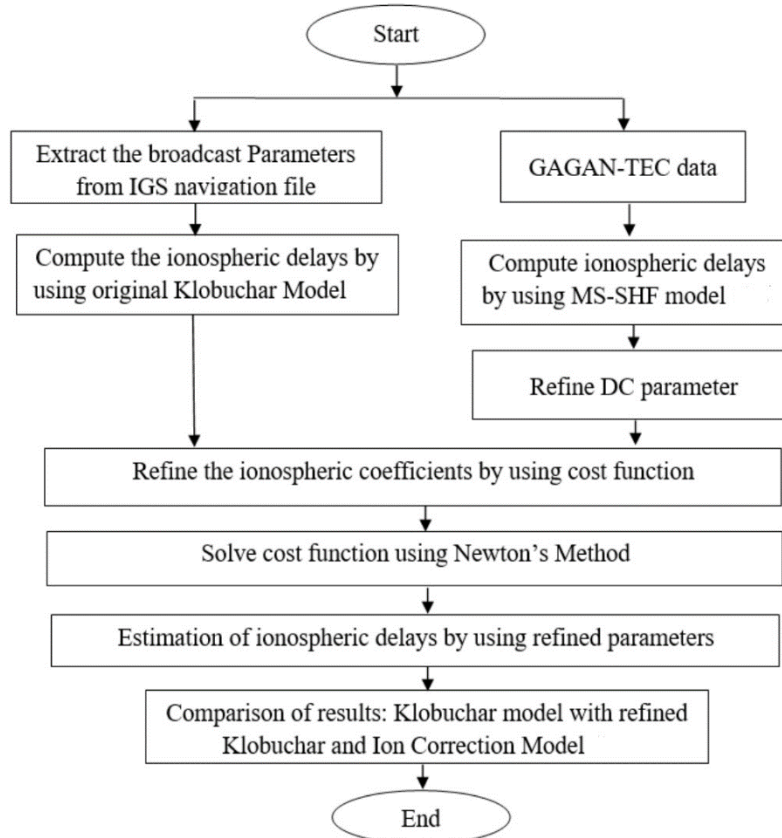 Start
Extract the broadcast Parameters
from IGS navigation file
GAGAN-TEC data
Compute the ionospheric delays by
using original Klobuchar Model
Compute ionospheric delays
by using MS-SHF model
Refine DC parameter
Refine the ionospheric coefficients by using cost function
Solve cost function using Newton’s Method
Estimation of ionospheric delays by using refined parameters
Comparison of results: Klobuchar model with refined
Klobuchar and Ion Correction Model
End